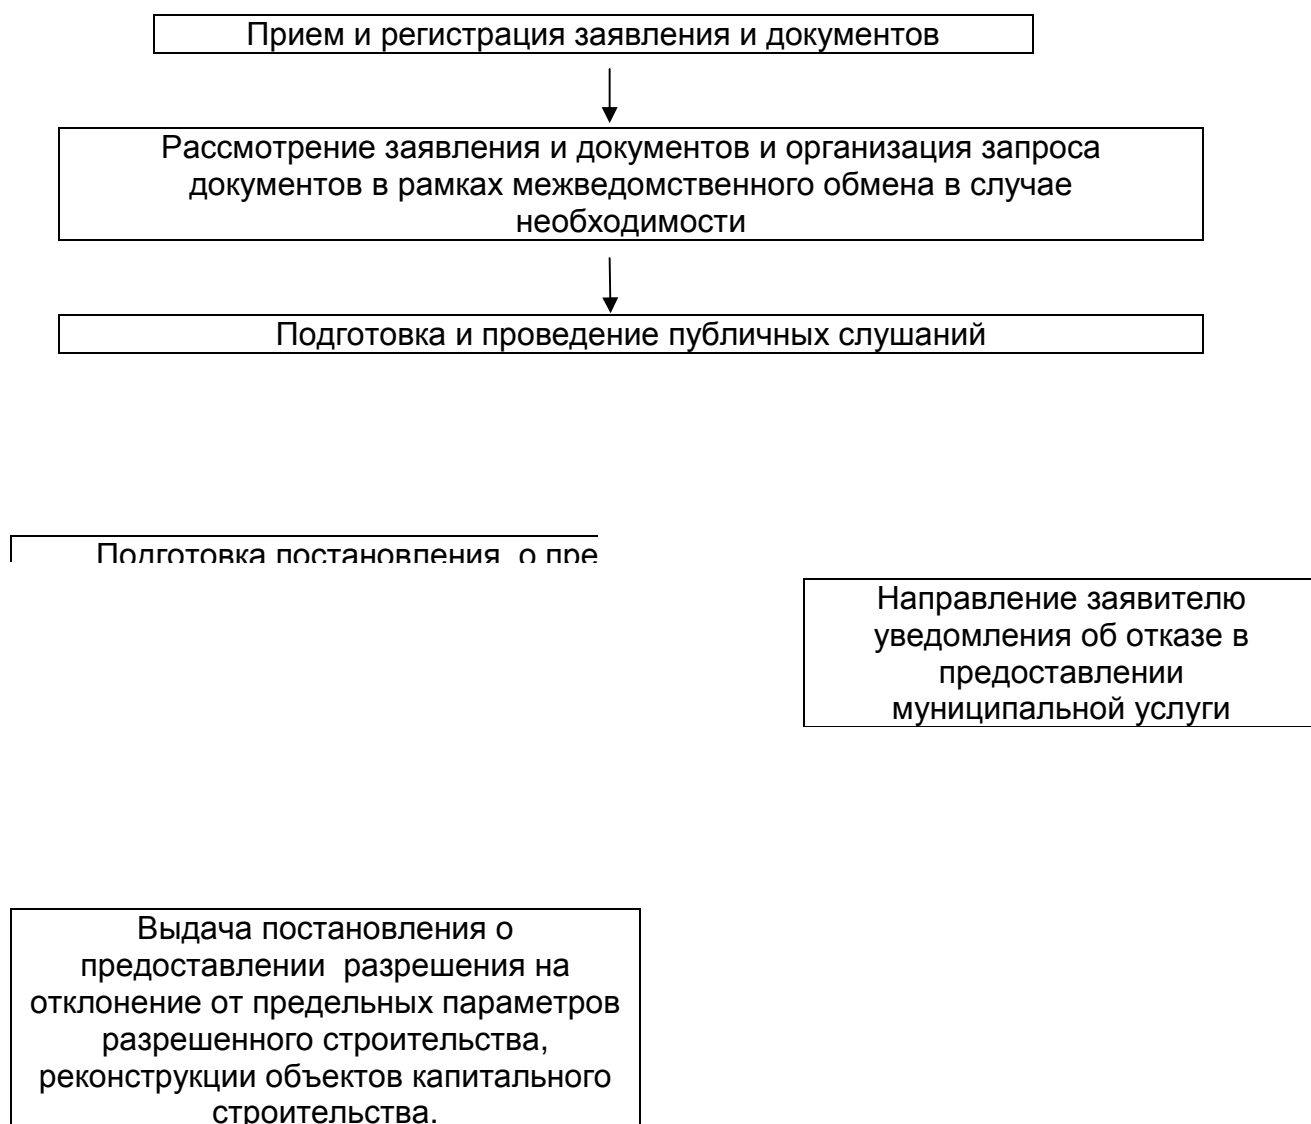 Прием и регистрация заявления и документов
Рассмотрение заявления и документов и организация запроса
документов в рамках межведомственного обмена в случае
необходимости
Подготовка и проведение публичных слушаний
Подготовка постановления о пре
Направление заявителю
уведомления об отказе в
предоставлении
муниципальной услуги
Выдача постановления о
предоставлении разрешения на
отклонение от предельных параметров
разрешенного строительства,
реконструкции объектов капитального
строительства.